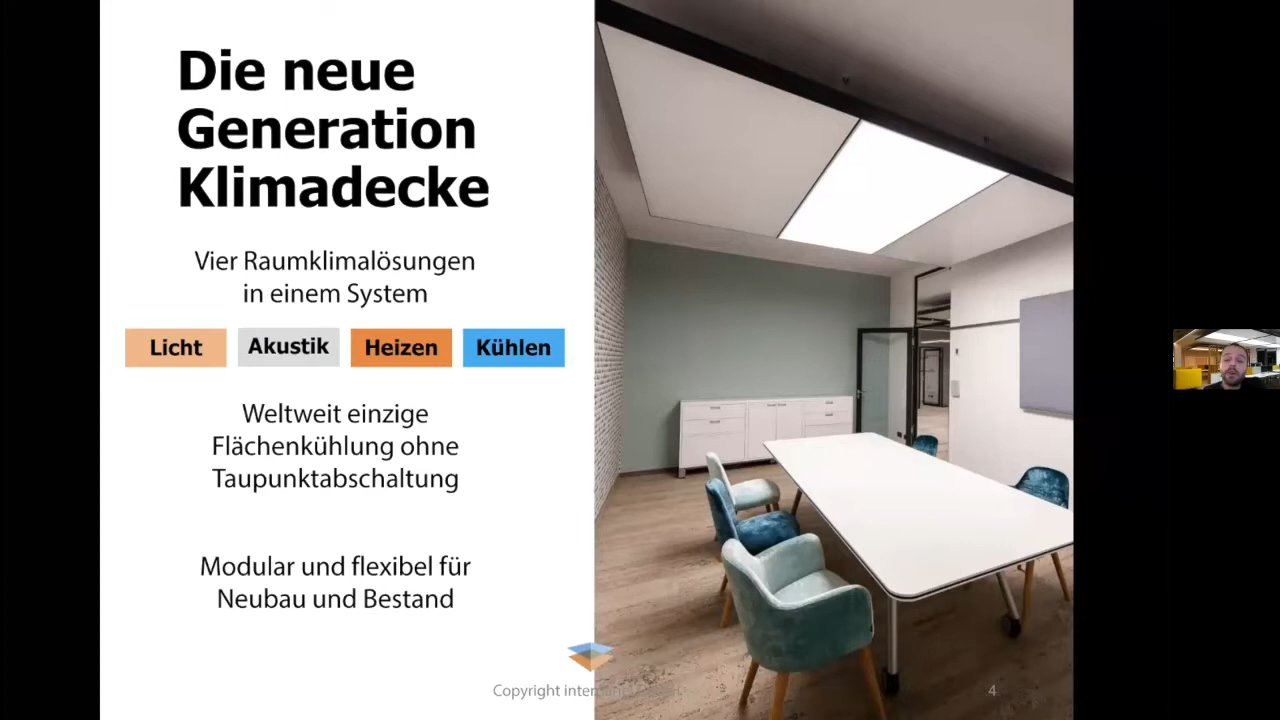 Die neue
Generation
Klimadecke
Vier Raumklimalösungen
in einem System
Licht
Akustik
Heizen
Kühlen
Weltweit einzige
Flächenkühlung ohne
Taupunktabschaltung
Modular und flexibel für
Neubau und Bestand
Copyright
4